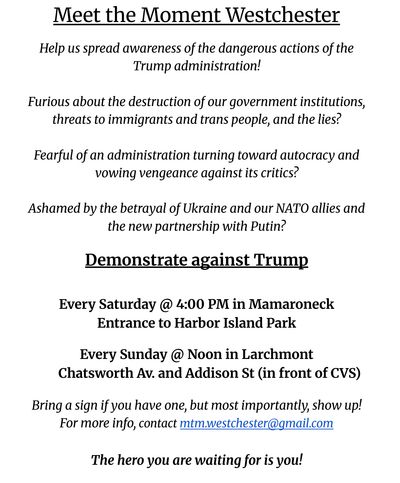 Meet the Moment Westchester
Help us spread awareness of the dangerous actions of the
Trump administration!
Furious about the destruction of our government institutions,
threats to immigrants and trans people, and the lies?
Fearful of an administration turning toward autocracy and
vowing vengeance against its critics?
Ashamed by the betrayal of Ukraine and our NATO allies and
the new partnership with Putin?
Demonstrate against Trump
Every Saturday @ 4:00 PM in Mamaroneck
Entrance to Harbor Island Park
Every Sunday @ Noon in Larchmont
Chatsworth Av. and Addison St (in front of CVS)
Bring a sign if you have one, but most importantly, show up!
For more info, contact mtm.westchester@gmail.com
The hero you are waiting for is you!